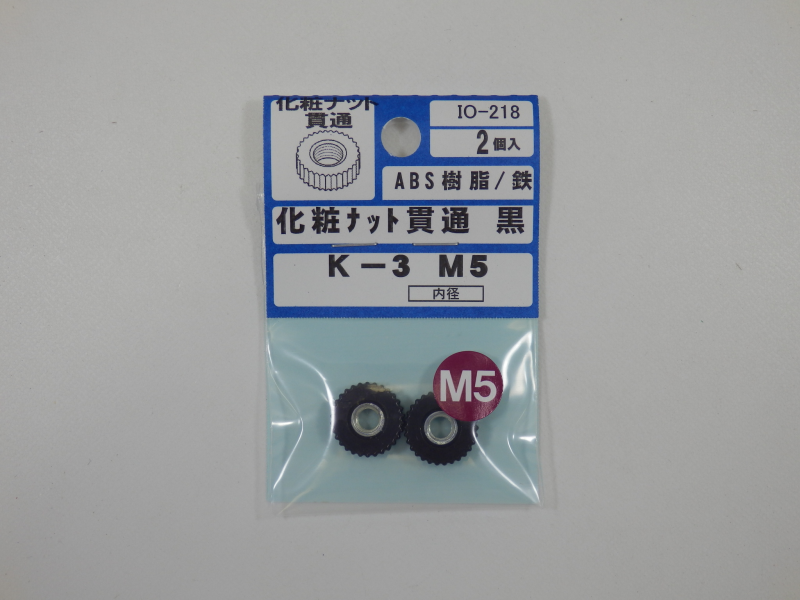 化粧ナット
貫通
IO-218
2個入
ABS樹脂/鉄
化粧ナット貫通 黒
K-3 M5
内径
M5